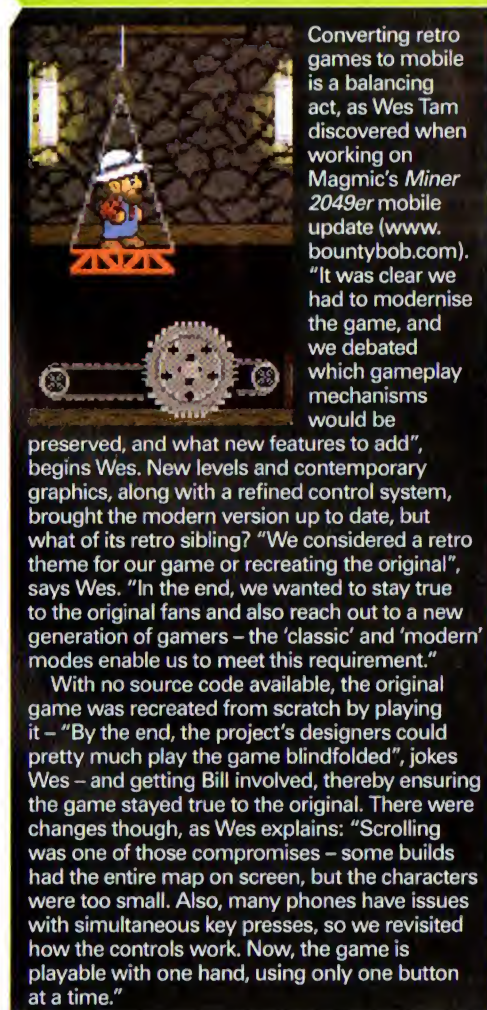 Converting retro
games to mobile
is a balancing
act, as Wes Tam
discovered when
working on
Magmic's Miner
2049er mobile
update (www.
bountybob.com).
"It was clear we
had to modernise
the game, and
we debated
which gameplay
mechanisms
would be
preserved, and what new features to add",
begins Wes. New levels and contemporary
graphics, along with a refined control system,
brought the modern version up to date, but
what of its retro sibling? "We considered a retro
theme for our game or recreating the original",
says Wes. "In the end, we wanted to stay true
to the original fans and also reach out to a new
generation of gamers – the 'classic' and 'modern'
modes enable us to meet this requirement."
With no source code available, the original
game was recreated from scratch by playing
it – "By the end, the project's designers could
pretty much play the game blindfolded", jokes
Wes – and getting Bill involved, thereby ensuring
the game stayed true to the original. There were
changes though, as Wes explains: "Scrolling
was one of those compromises – some builds
had the entire map on screen, but the characters
were too small. Also, many phones have issues
with simultaneous key presses, so we revisited
how the controls work. Now, the game is
playable with one hand, using only one button
at a time."